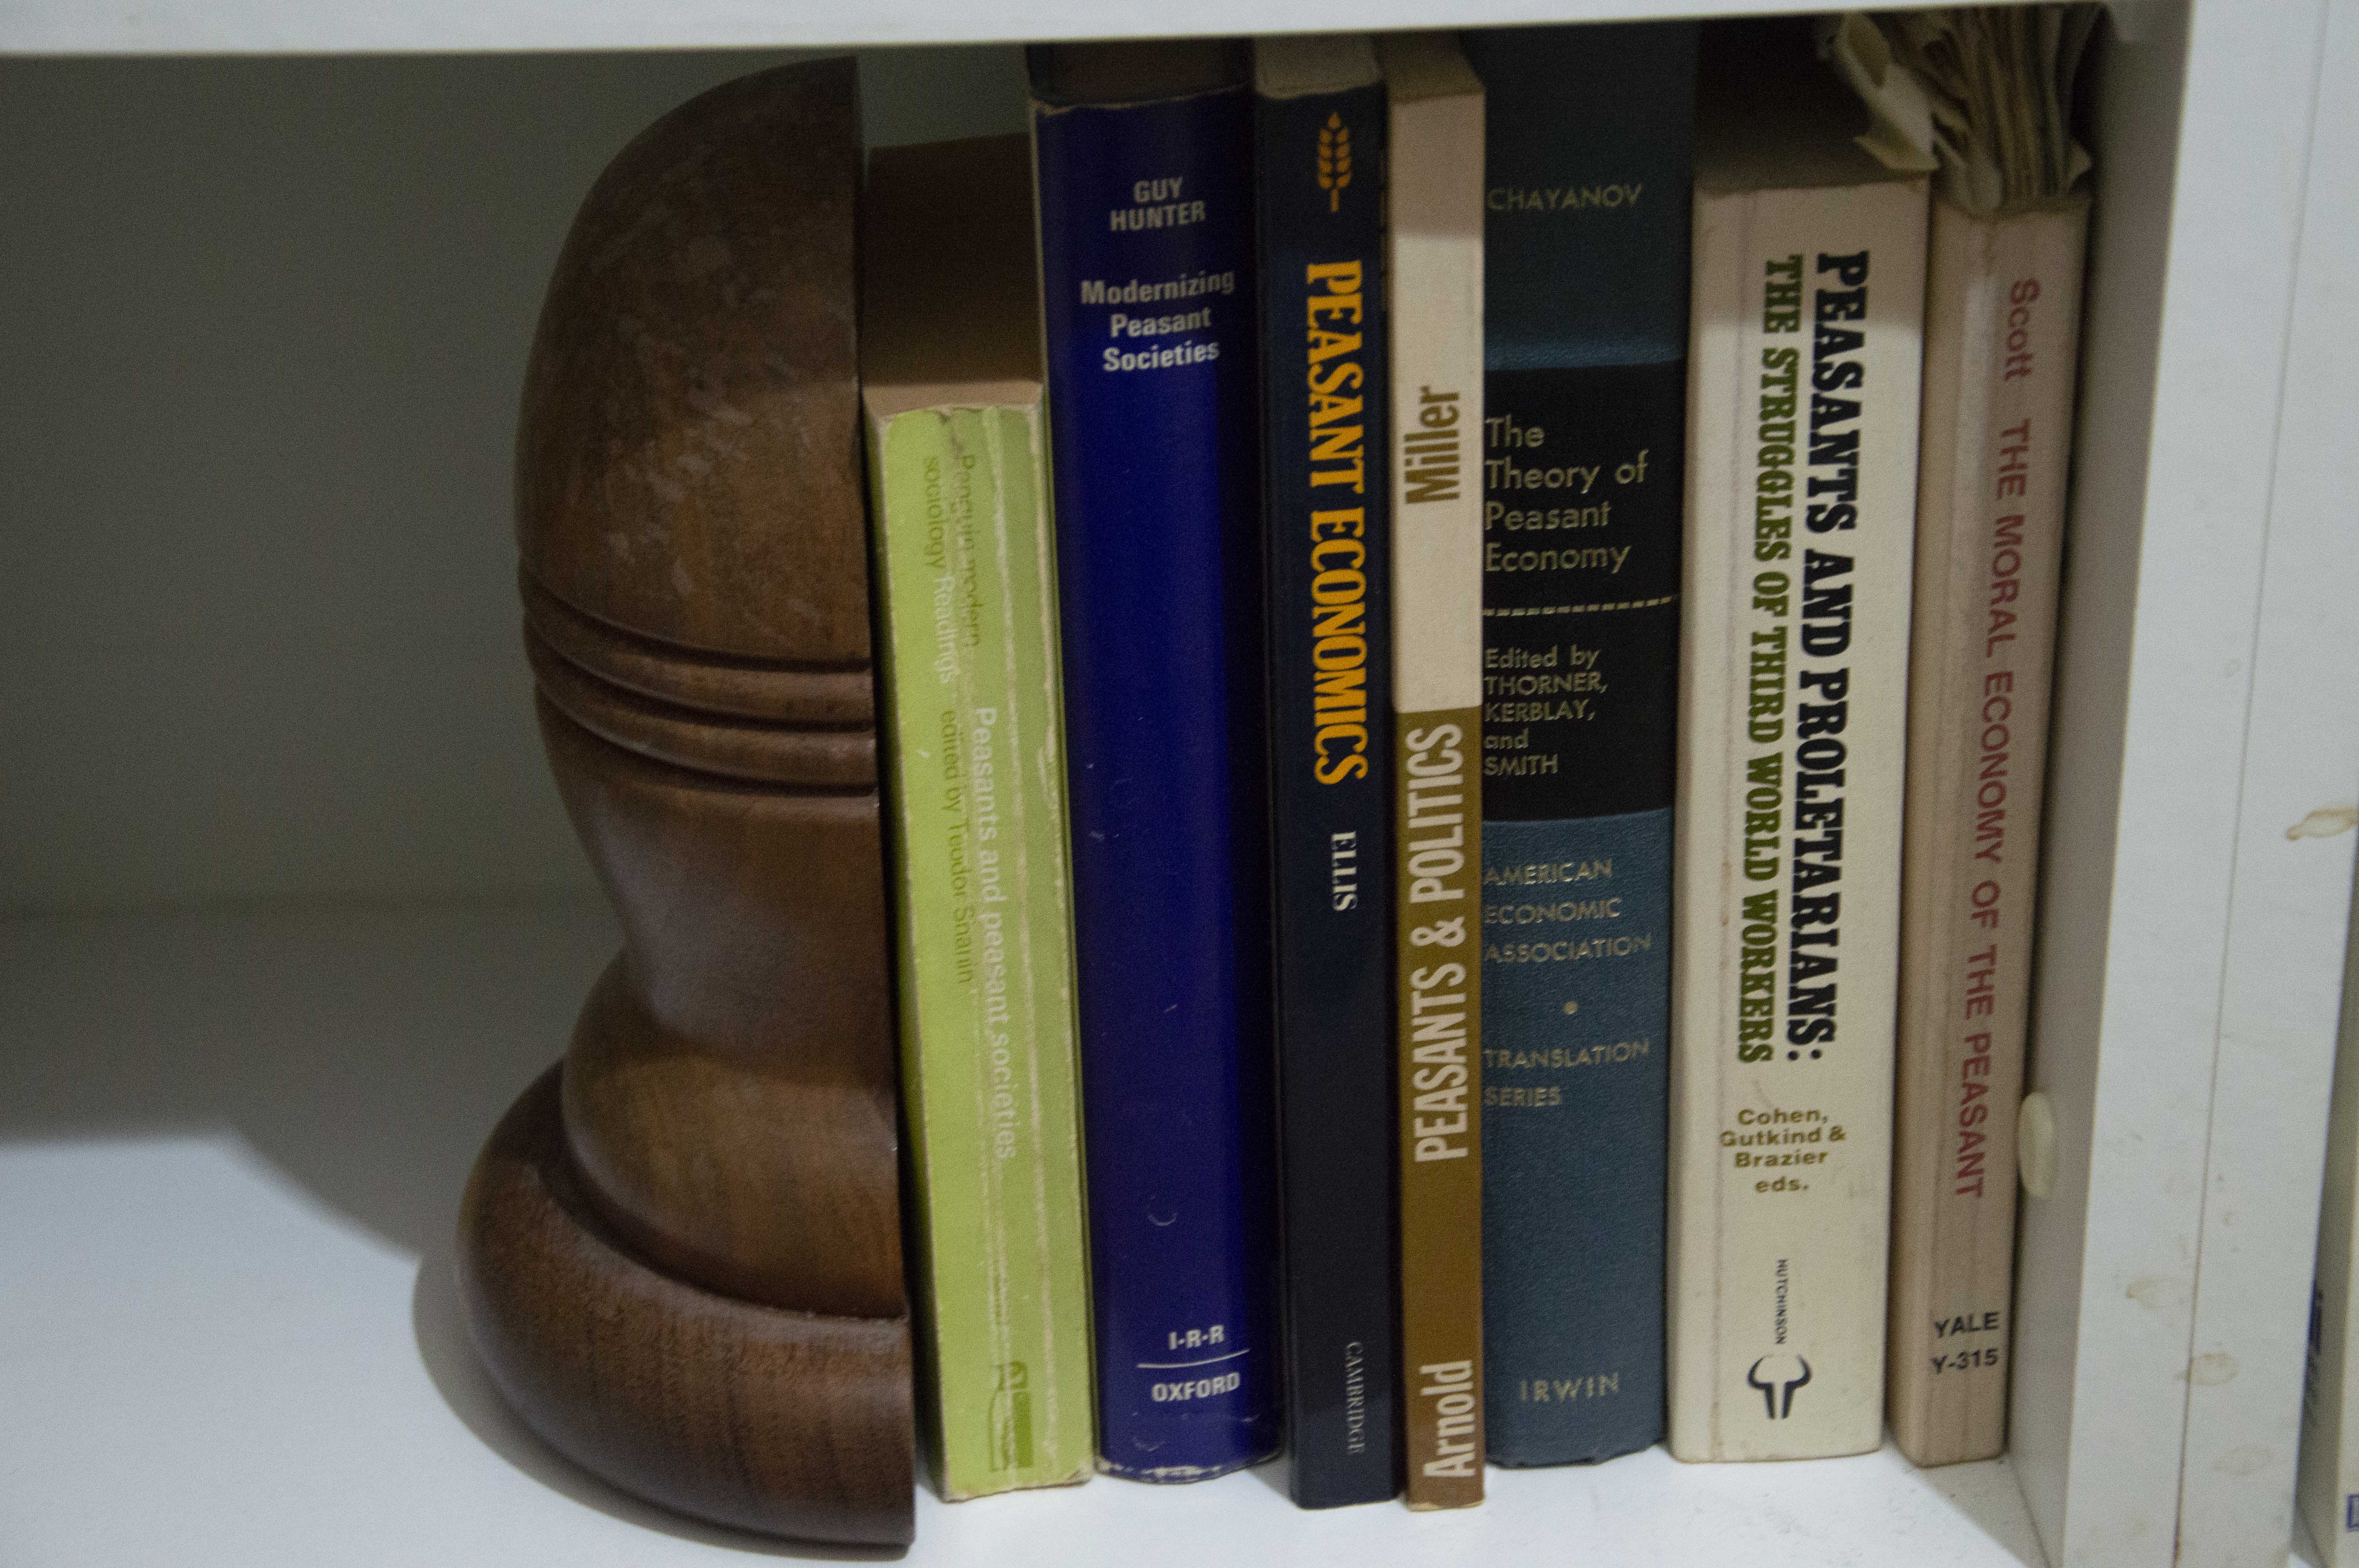 Penguin modern
sociology Readings
Peasants and peasant societies
edited by Teodor Shanin
GUY
HUNTER
Modernizing
Peasant
Societies
I-R-R
OXFORD
PEASANT ECONOMICS ELLIS CAMBRIDGE
Arnold PEASANTS & POLITICS Miller
CHAYANOV
The
Theory of
Peasant
Economy
Edited by
THORNER,
KERBLAY,
and
SMITH
AMERICAN
ECONOMIC
ASSOCIATION
TRANSLATION
SERIES
IRWIN
PEASANTS AND PROLETARIANS:
THE STRUGGLES OF THIRD WORLD WORKERS
Cohen,
Gutkind &
Brazier
eds.
HUTCHINSON
Scott THE MORAL ECONOMY OF THE PEASANT
YALE
Y-315